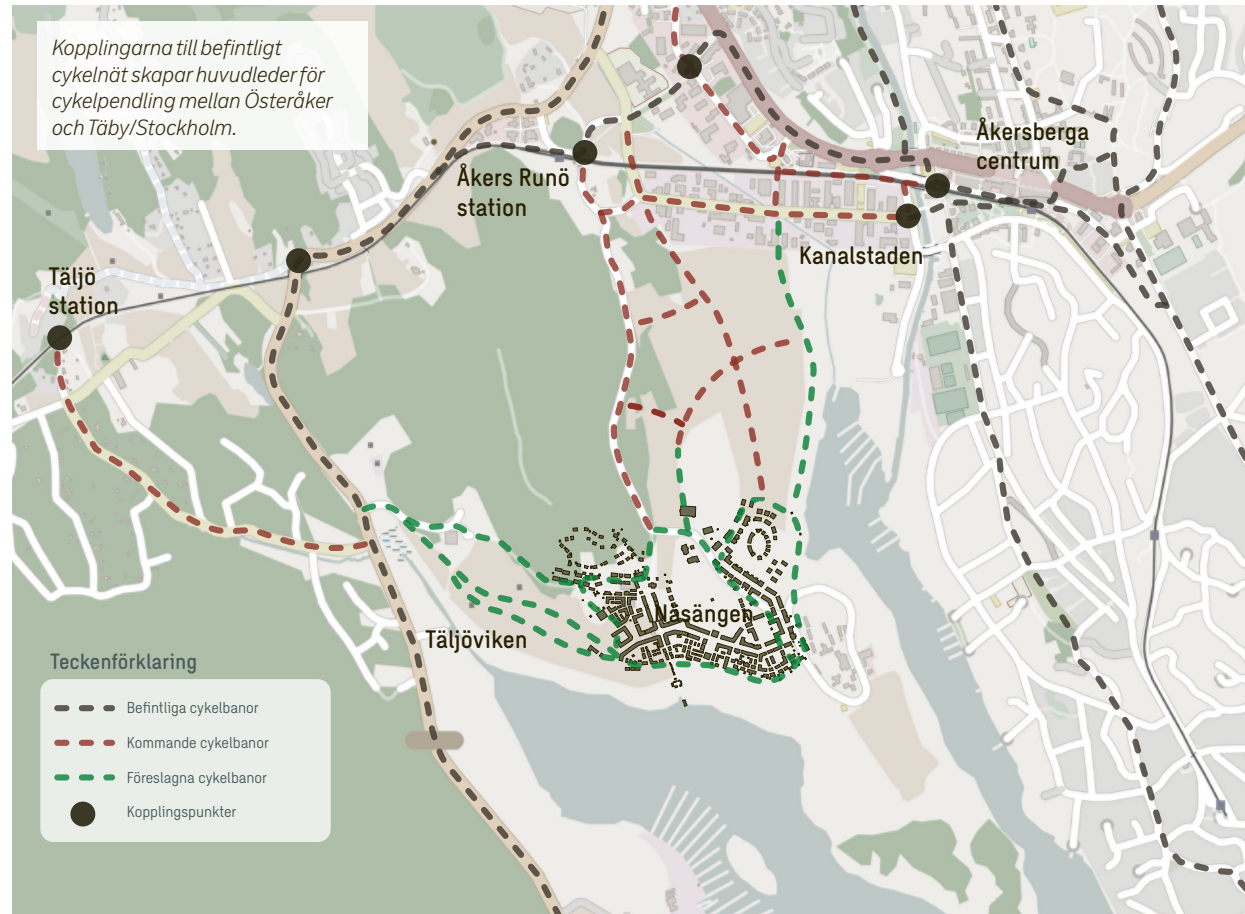 Kopplingarna till befintligt
cykelnät skapar huvudleder för
cykelpendling mellan Österåker
och Täby/Stockholm.
Åkersberga
centrum
Åkers Runö
station
Kanalstaden
Täljö
station
Näsängen
Täljöviken
Teckenförklaring
Befintliga cykelbanor
Kommande cykelbanor
Föreslagna cykelbanor
Kopplingspunkter